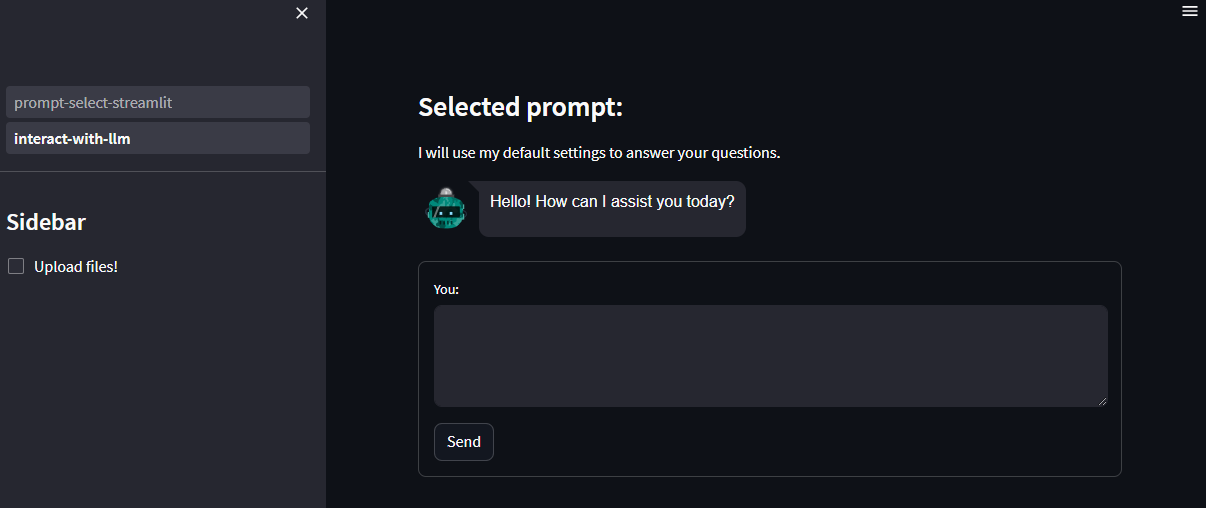 prompt-select-streamlit
interact-with-llm
Sidebar
Upload files!
Selected prompt:
I will use my default settings to answer your questions.
Hello! How can I assist you today?
You:
Send